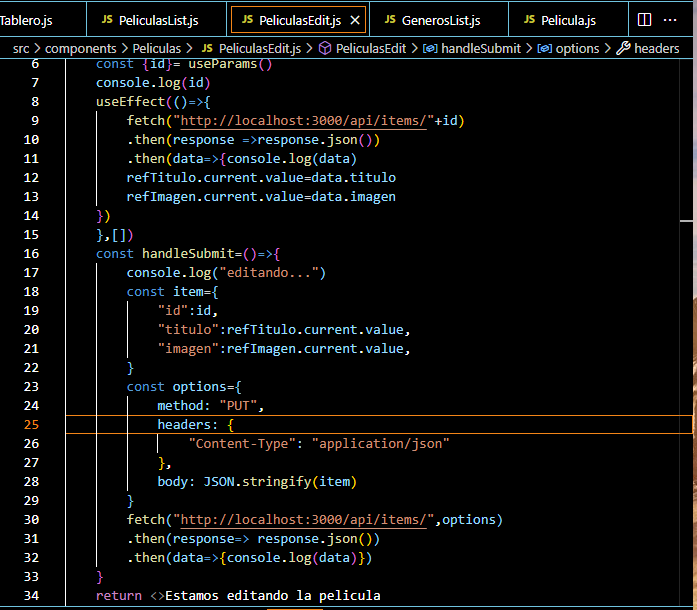 Tablero.js JS PeliculasList.js JS PeliculasEdit.js JS GenerosList.js JS Pelicula.js
src > components > Peliculas > JS PeliculasEdit.js > PeliculasEdit > handleSubmit > options > headers
6 const {id}= useParams()
7 console.log(id)
8 useEffect(()=>{
9 fetch("http://localhost:3000/api/items/"+id)
10 .then(response =>response.json())
11 .then(data=>{console.log(data)
12 refTitulo.current.value=data.titulo
13 refImagen.current.value=data.imagen
14 })
15 },[])
16 const handleSubmit=()=>{
17 console.log("editando...")
18 const item={
19 "id":id,
20 "titulo":refTitulo.current.value,
21 "imagen":refImagen.current.value,
22 }
23 const options={
24 method: "PUT",
25 headers: {
26 "Content-Type": "application/json"
27 },
28 body: JSON.stringify(item)
29 }
30 fetch("http://localhost:3000/api/items/",options)
31 .then(response=> response.json())
32 .then(data=>{console.log(data)})
33 }
34 return <>Estamos editando la pelicula